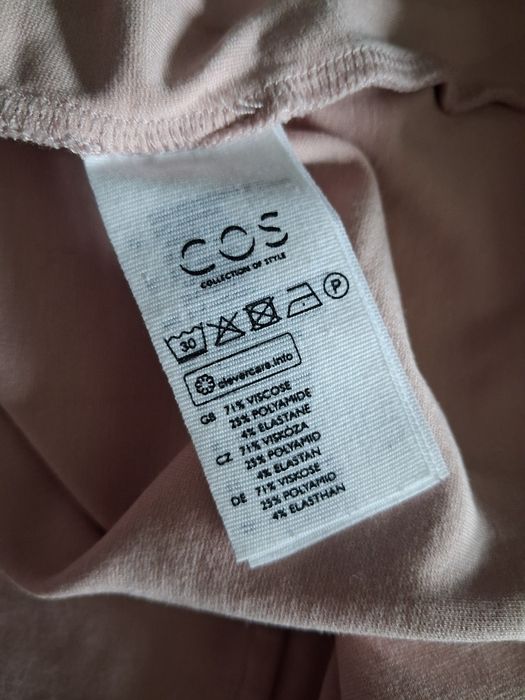 COS
COLLECTION OF STYLE
30 P
clevercare.info
GB 71% VISCOSE
25% POLYAMIDE
4% ELASTANE
CZ 71% VISKÓZA
25% POLYAMID
4% ELASTAN
DE 71% VISKOSE
25% POLYAMID
4% ELASTHAN